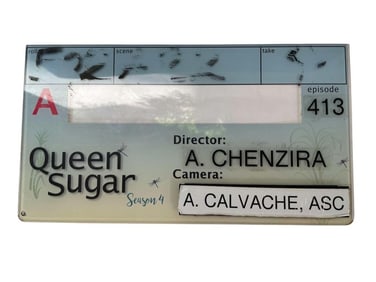 roll scene take
A
episode
413
Director:
A. CHENZIRA
Queen
Sugar
Season 4
Camera:
A. CALVACHE, ASC